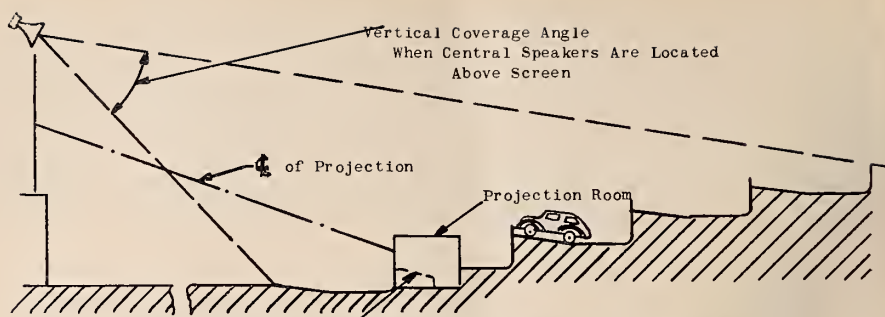 Vertical Coverage Angle
When Central Speakers Are Located
Above Screen
℄ of Projection
Projection Room